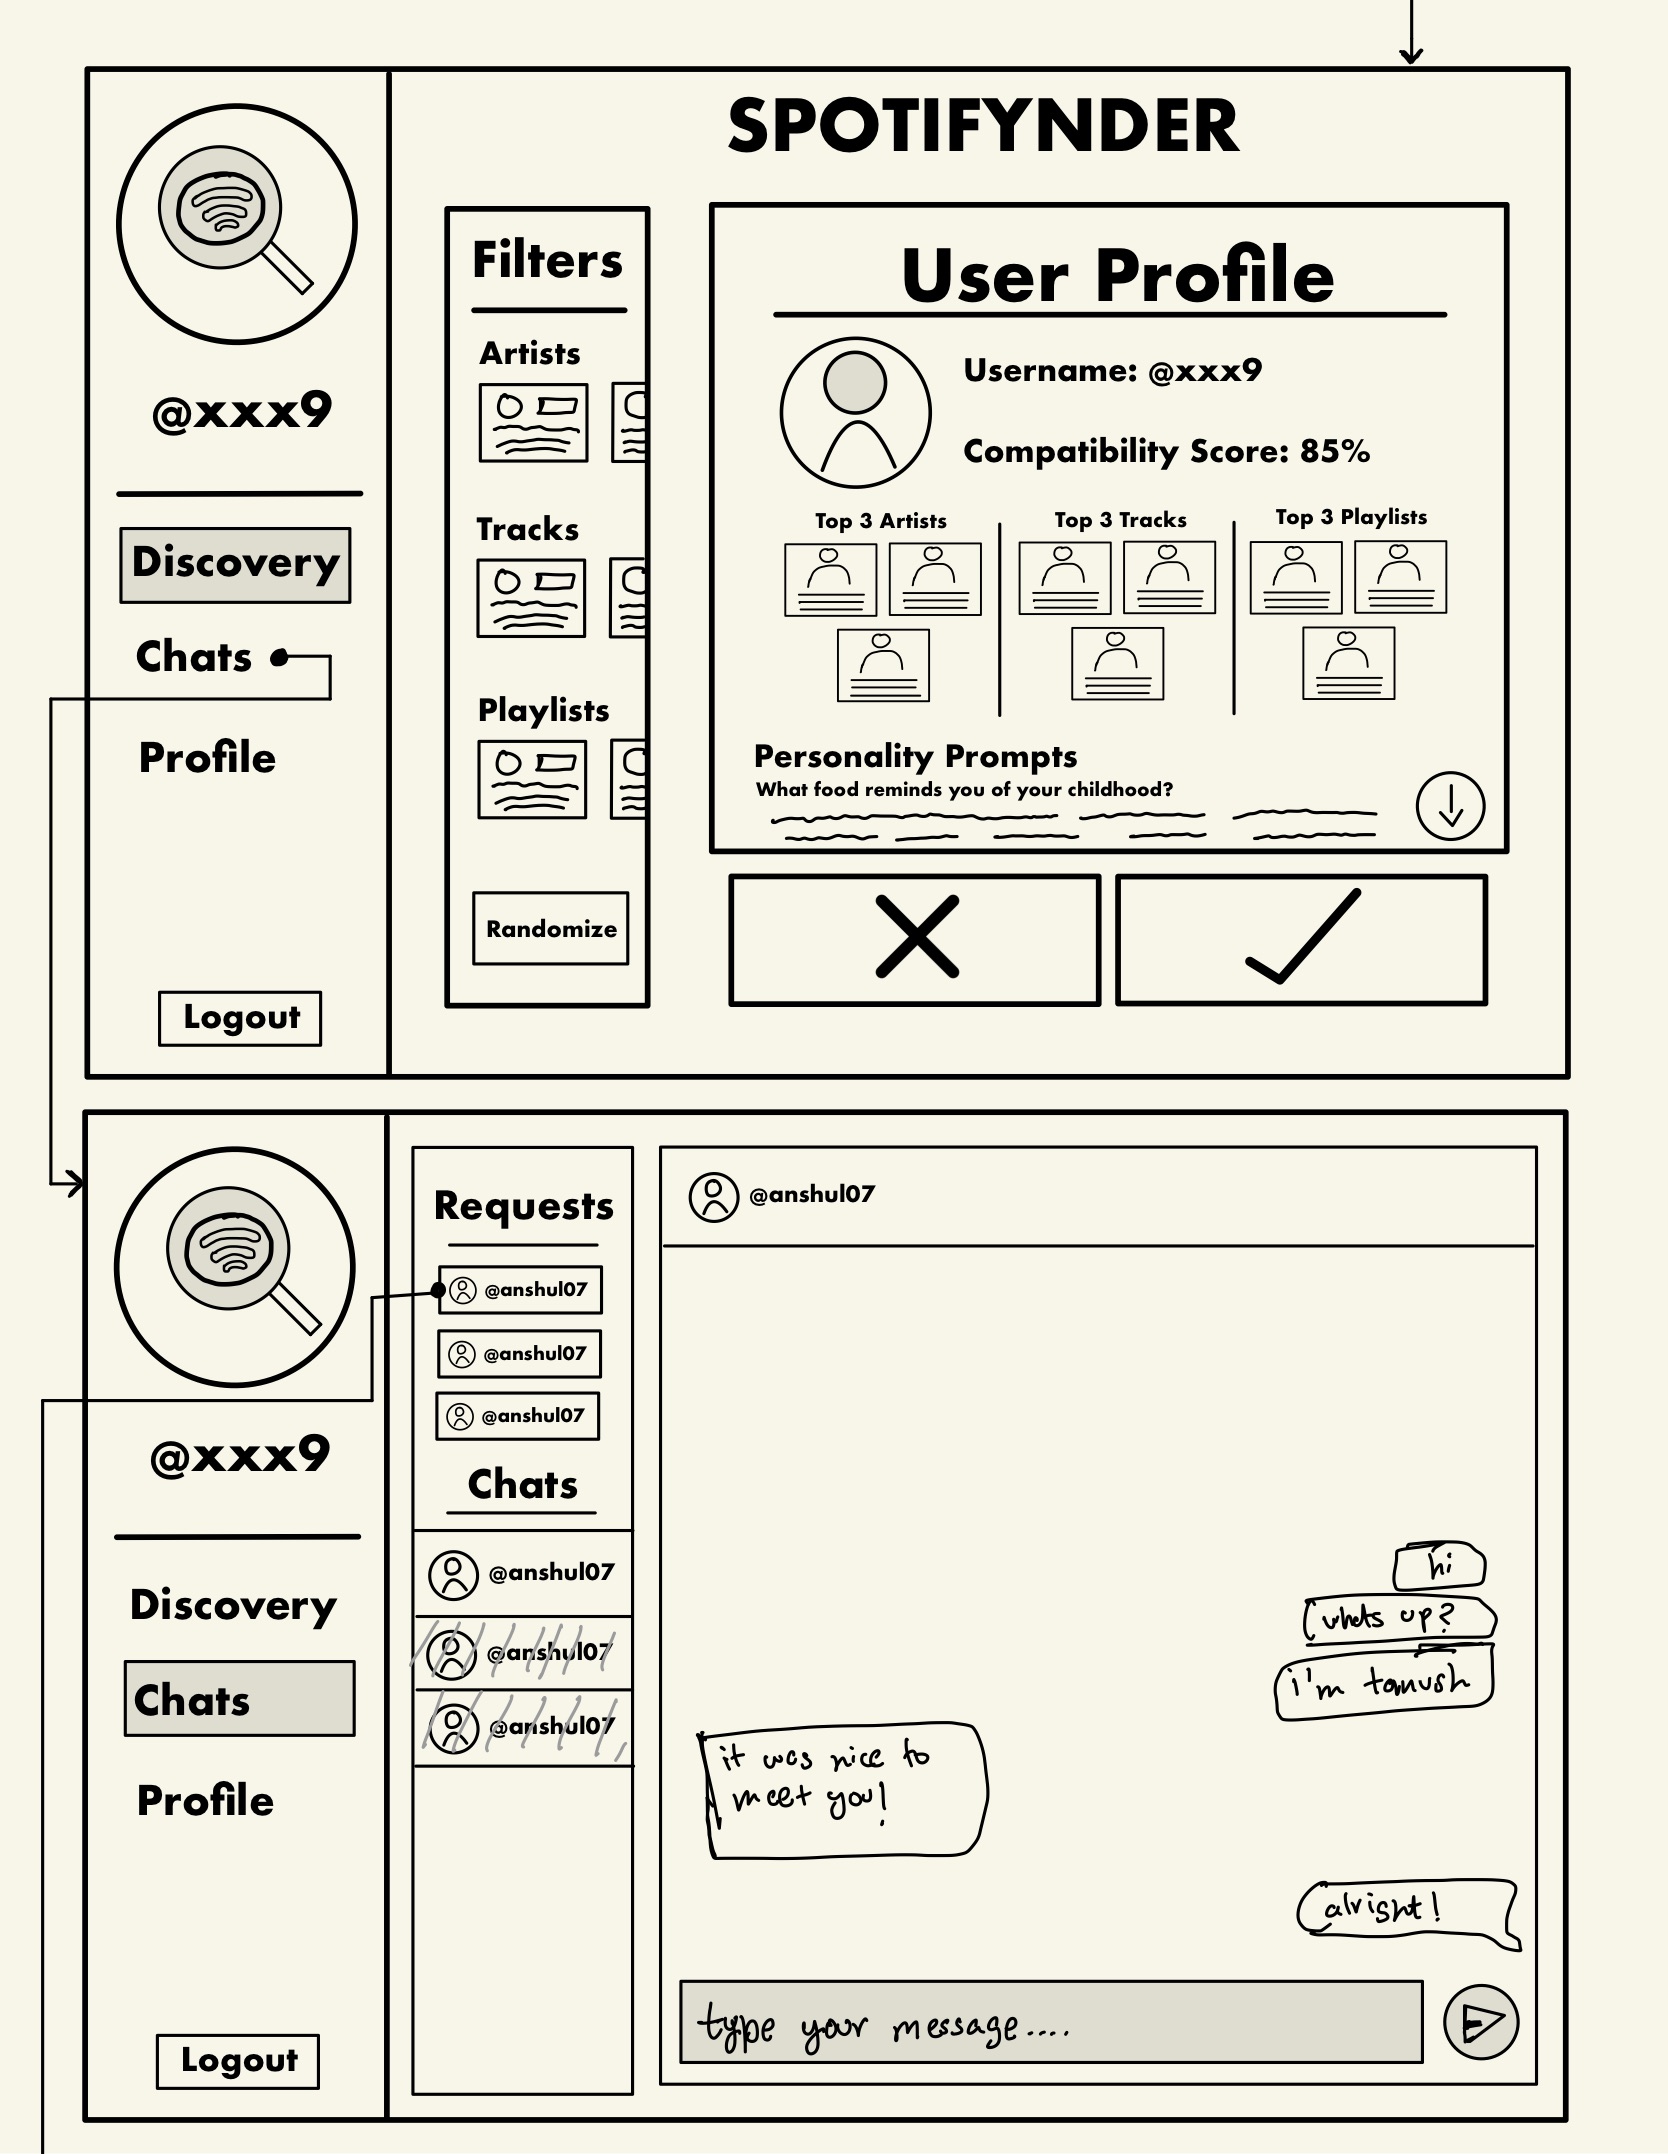 SPOTIFYNDER
@xxx9
Discovery
Chats
Profile
Logout
Filters
Artists
Tracks
Playlists
Randomize
User Profile
Username: @xxx9
Compatibility Score: 85%
Top 3 Artists
Top 3 Tracks
Top 3 Playlists
Personality Prompts
What food reminds you of your childhood?
@xxx9
Discovery
Chats
Profile
Logout
Requests
@anshul07
@anshul07
@anshul07
Chats
@anshul07
@anshul07
@anshul07
@anshul07
hi
whats up?
i'm tanush
it was nice to
meet you!
alright!
type your message....